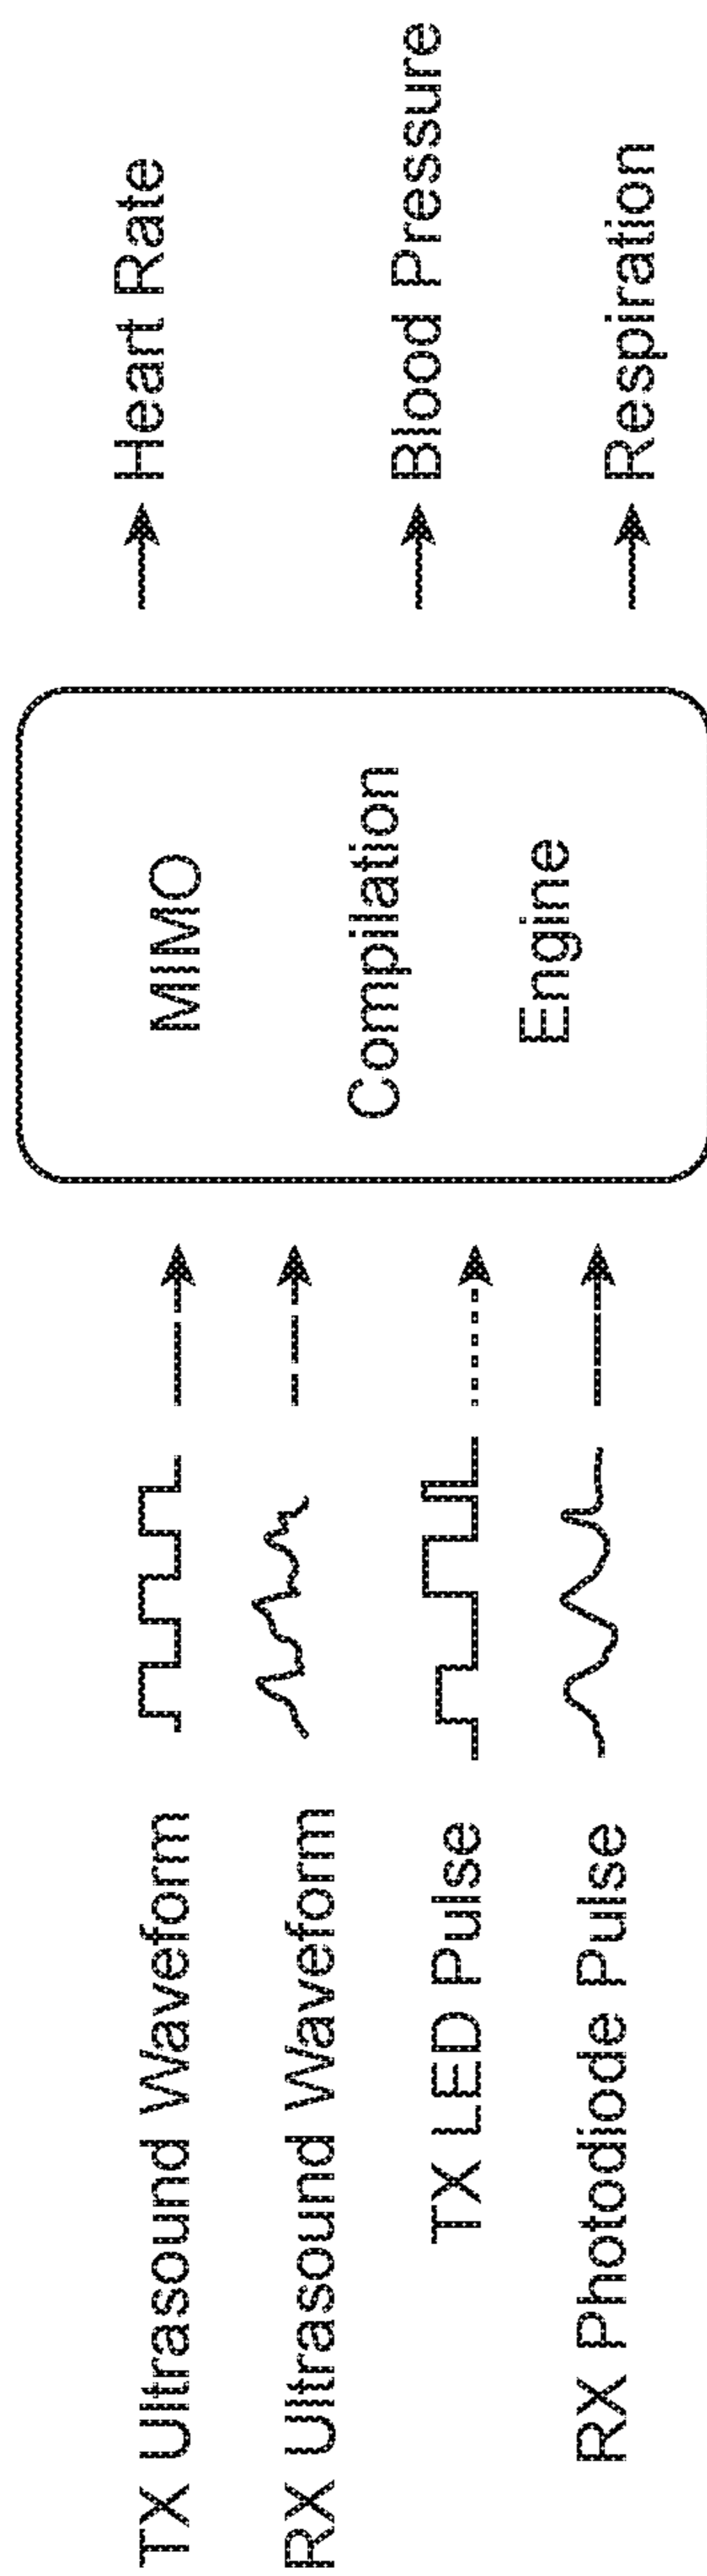 TX Ultrasound Waveform
RX Ultrasound Waveform
TX LED Pulse
RX Photodiode Pulse
MIMO
Compilation
Engine
Heart Rate
Blood Pressure
Respiration